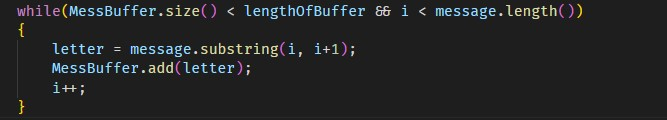 while(MessBuffer.size() < lengthOfBuffer && i < message.length())
{
    letter = message.substring(i, i+1);
    MessBuffer.add(letter);
    i++;
}